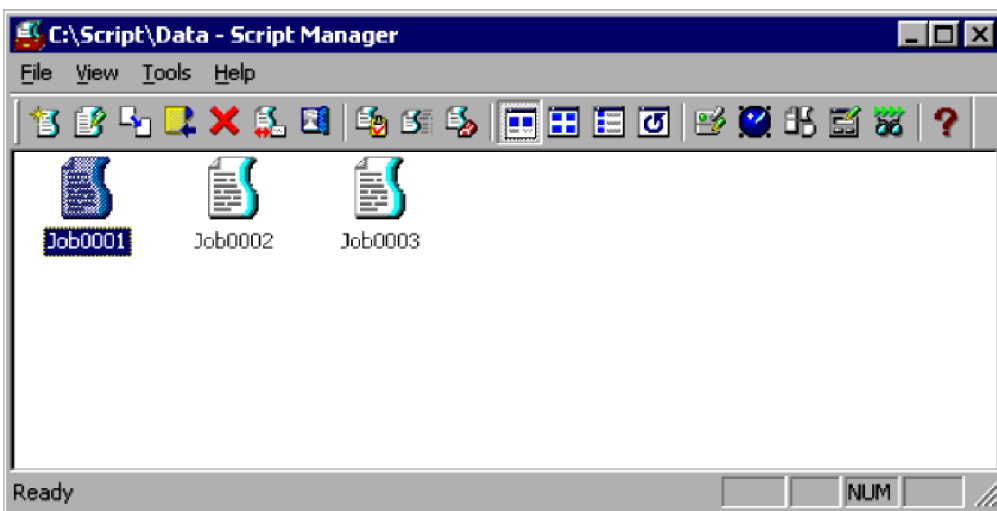 C:\Script\Data - Script Manager
File View Tools Help
Job0001 Job0002 Job0003
Ready NUM